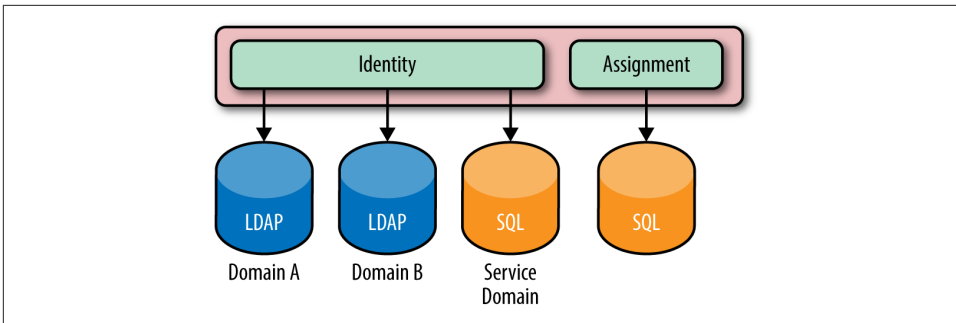 Identity
Assignment
LDAP
LDAP
SQL
SQL
Domain A
Domain B
Service
Domain